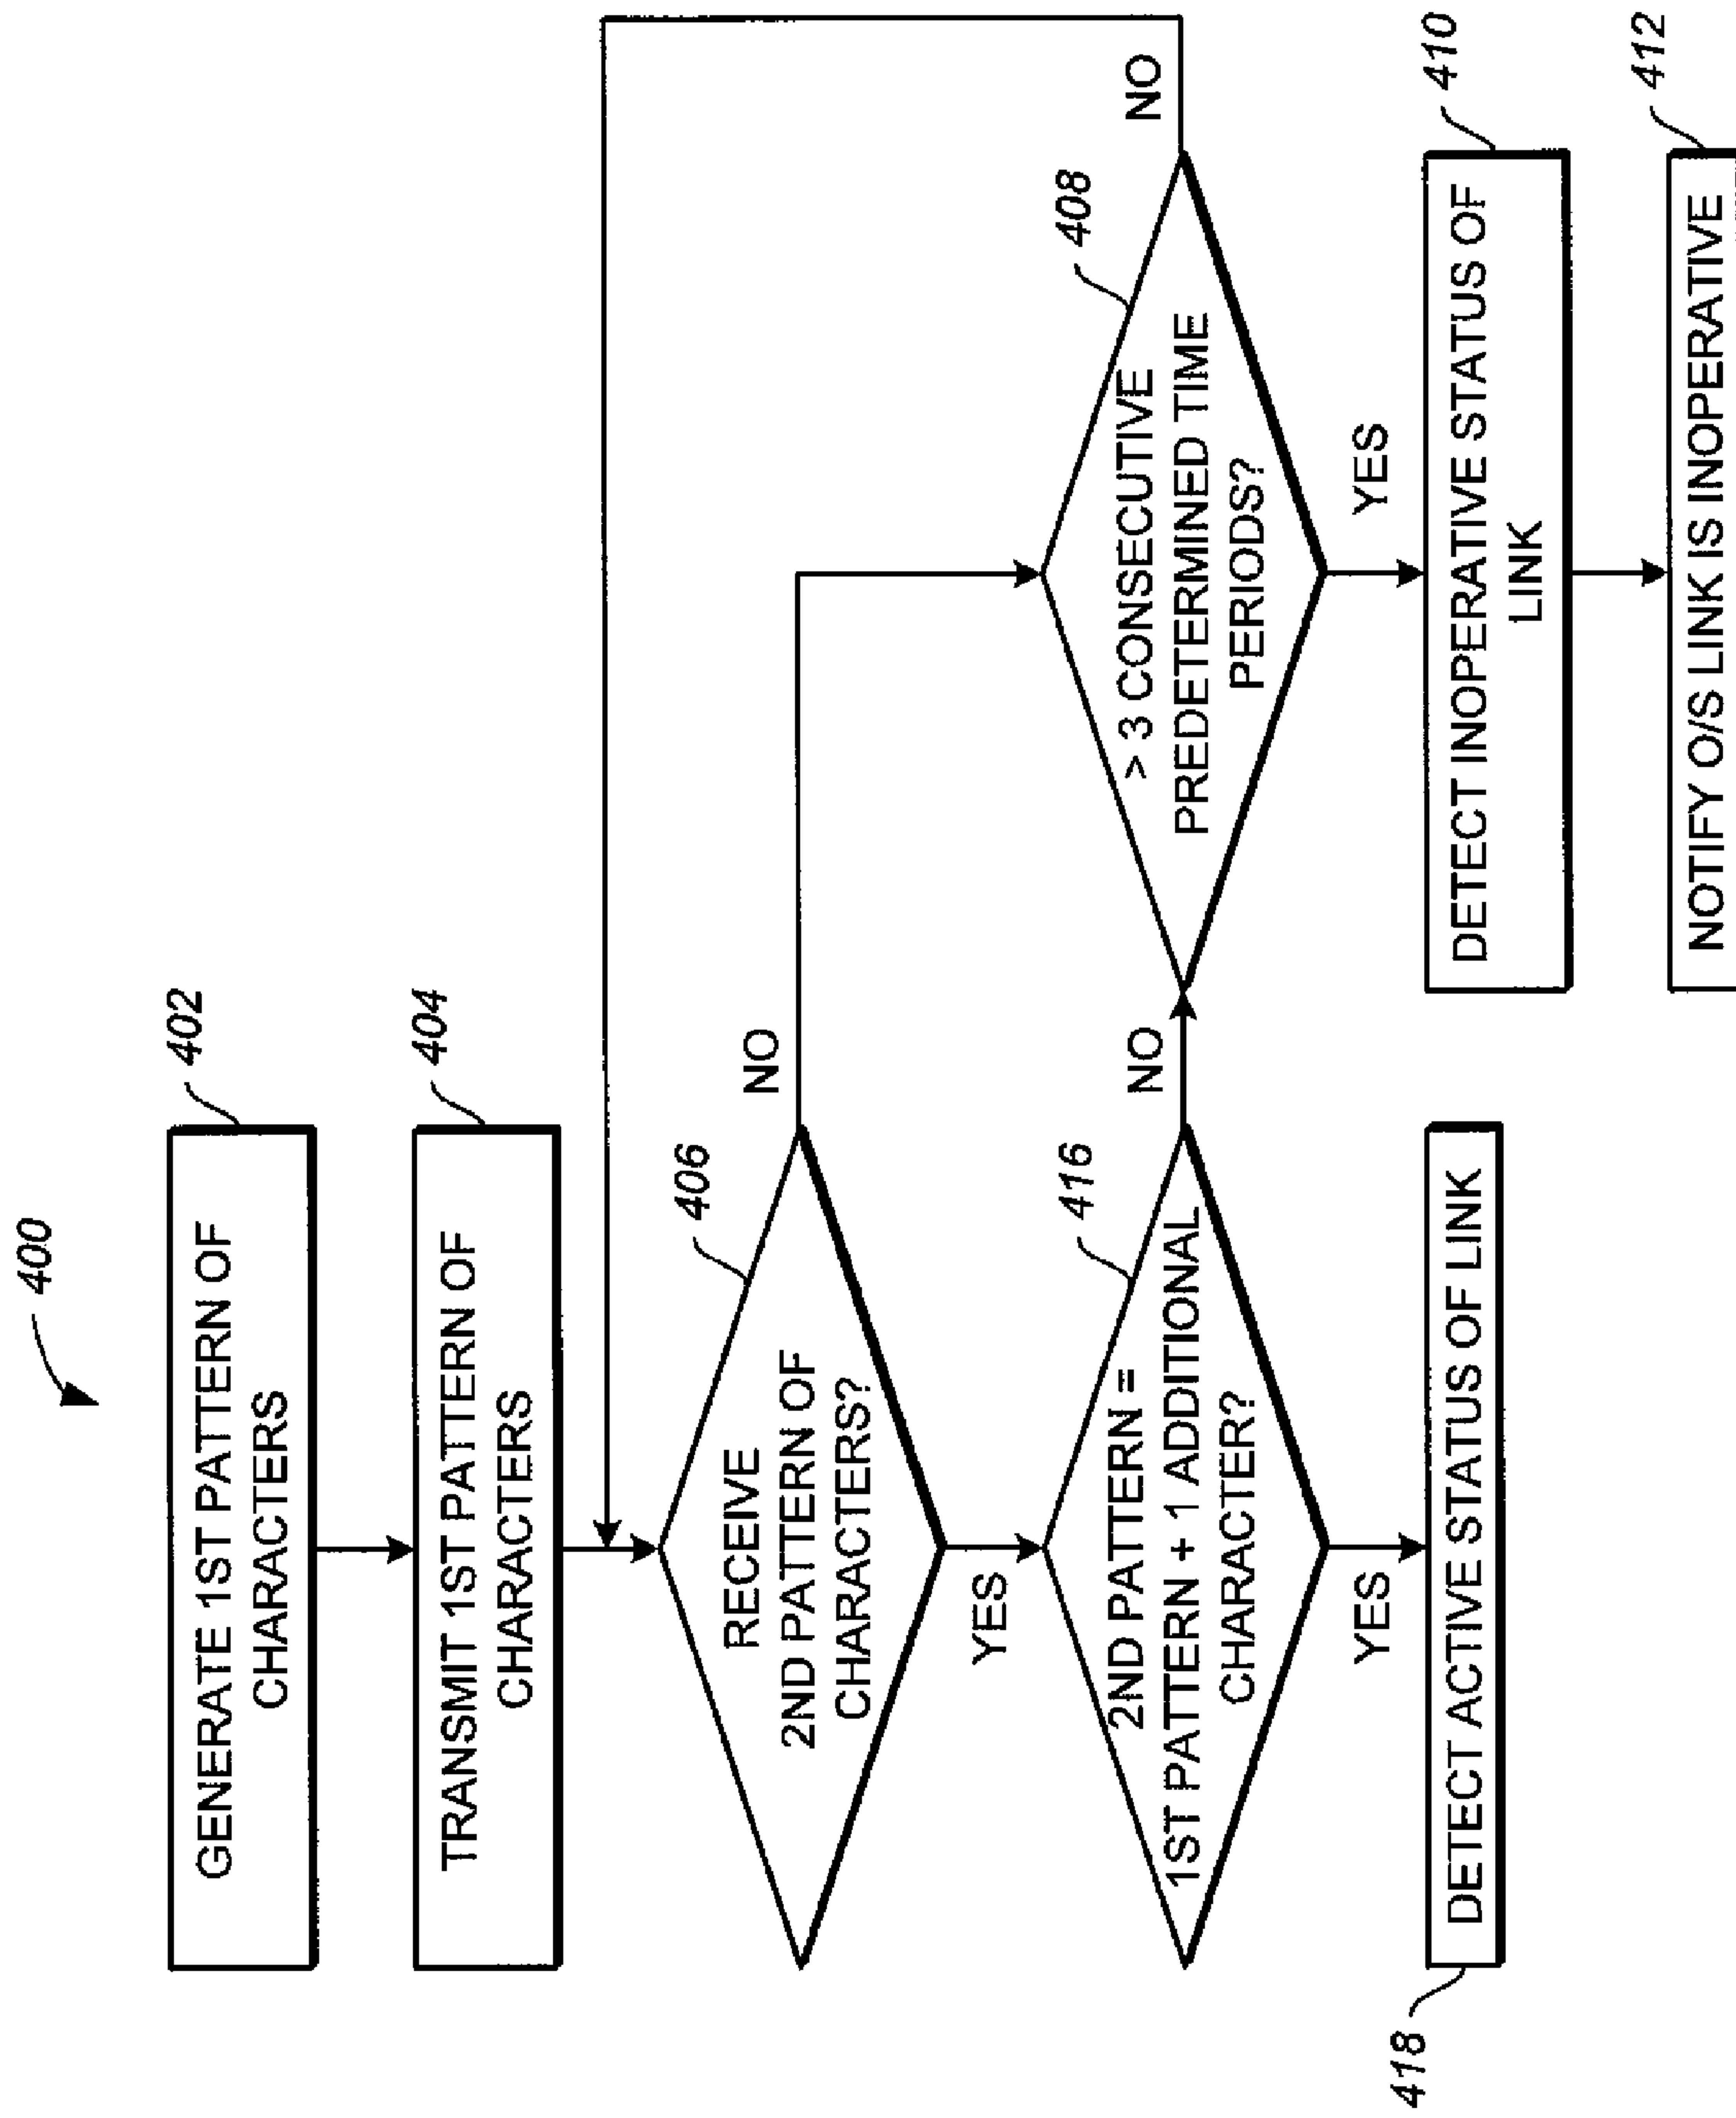 400
GENERATE 1ST PATTERN OF
CHARACTERS
402
TRANSMIT 1ST PATTERN OF
CHARACTERS
404
RECEIVE
2ND PATTERN OF
CHARACTERS?
406
NO
YES
2ND PATTERN =
1ST PATTERN + 1 ADDITIONAL
CHARACTER?
416
NO
> 3 CONSECUTIVE
PREDETERMINED TIME
PERIODS?
408
NO
YES
YES
418
DETECT ACTIVE STATUS OF LINK
DETECT INOPERATIVE STATUS OF
LINK
410
NOTIFY O/S LINK IS INOPERATIVE
412